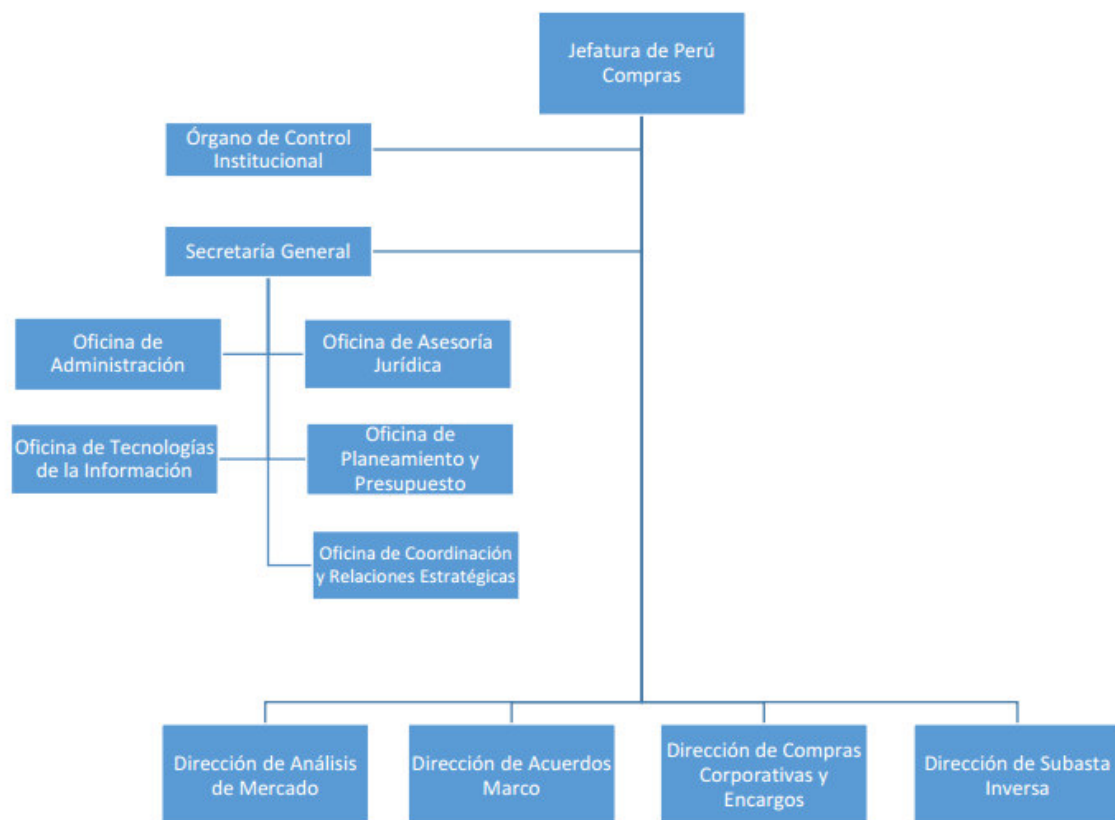 Jefatura de Perú
Compras
Órgano de Control
Institucional
Secretaría General
Oficina de
Administración
Oficina de Asesoría
Jurídica
Oficina de Tecnologías
de la Información
Oficina de
Planeamiento y
Presupuesto
Oficina de Coordinación
y Relaciones Estratégicas
Dirección de Análisis
de Mercado
Dirección de Acuerdos
Marco
Dirección de Compras
Corporativas y
Encargos
Dirección de Subasta
Inversa